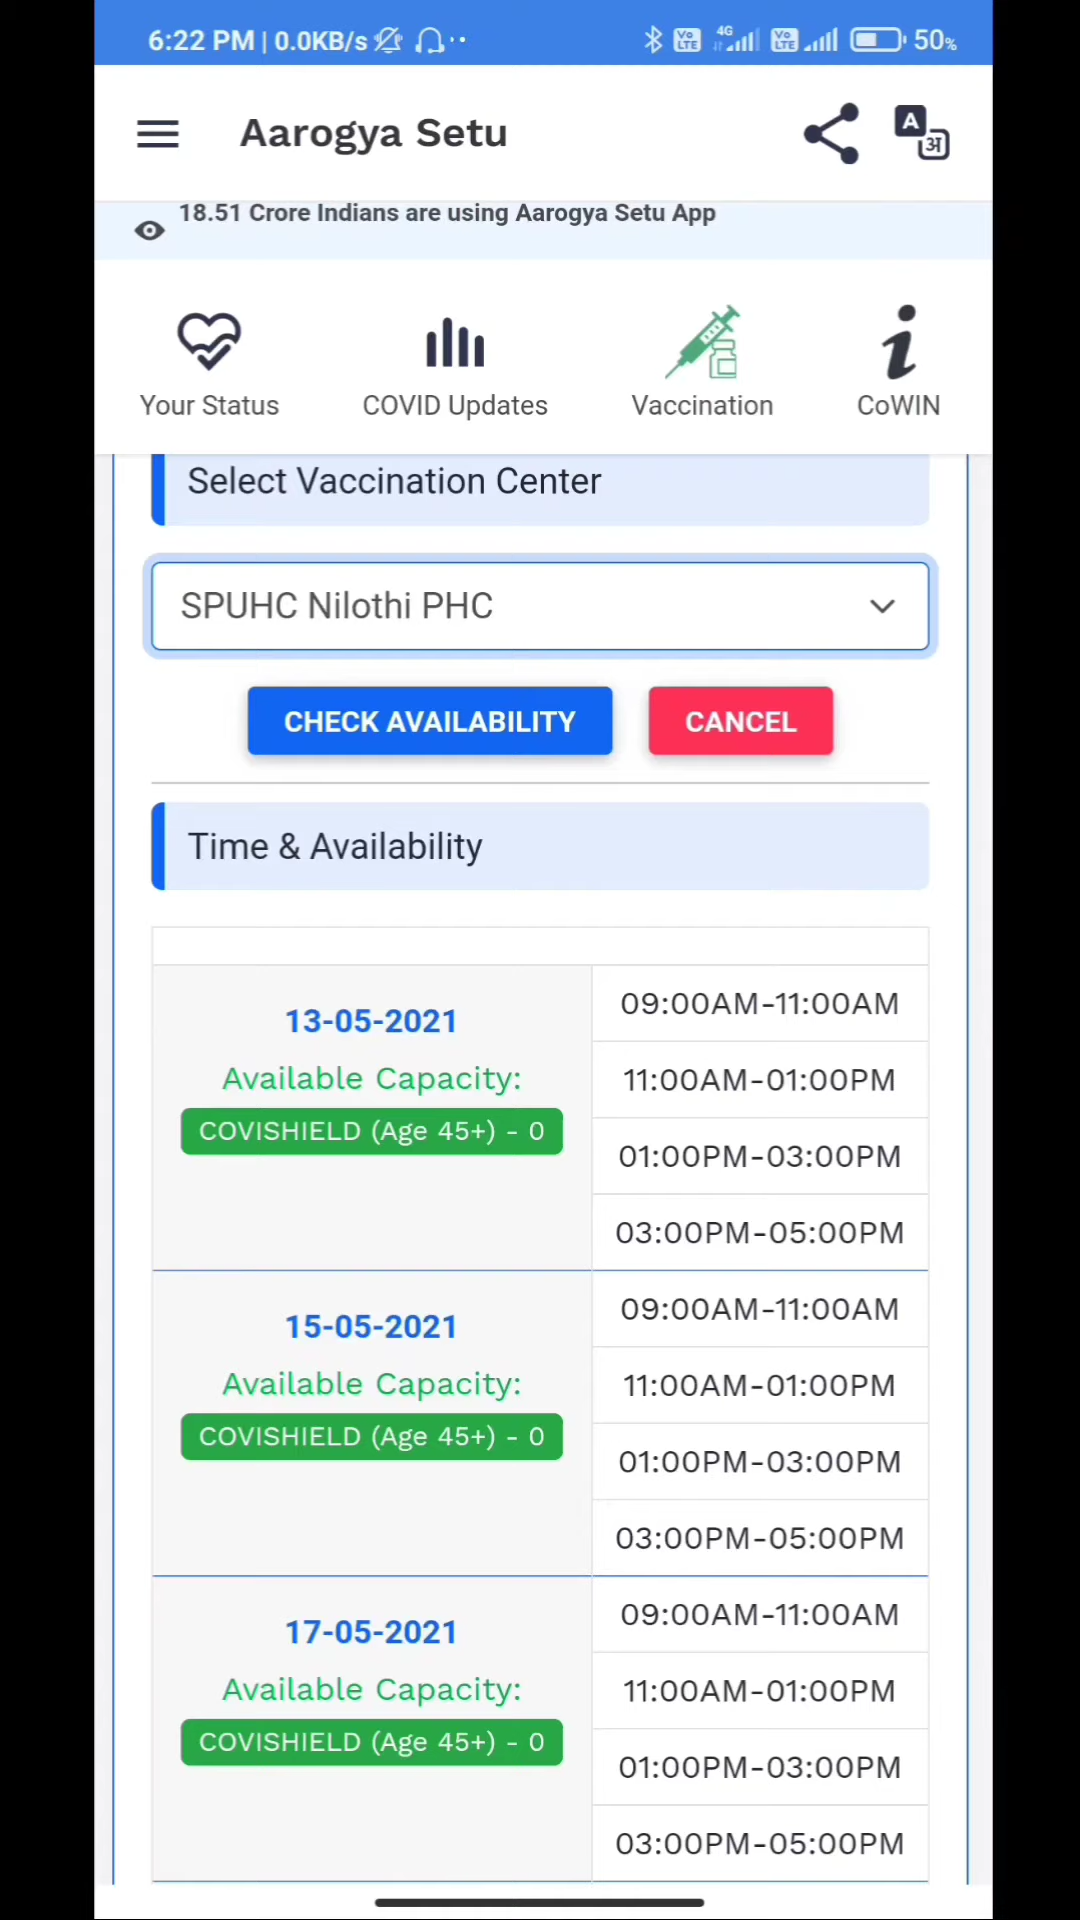 6:22 PM | 0.0KB/s 4G Vo LTE Vo LTE 50%
Aarogya Setu A अ
18.51 Crore Indians are using Aarogya Setu App
Your Status COVID Updates Vaccination CoWIN
Select Vaccination Center
SPUHC Nilothi PHC
CHECK AVAILABILITY CANCEL
Time & Availability
13-05-2021
Available Capacity:
COVISHIELD (Age 45+) - 0
09:00AM-11:00AM
11:00AM-01:00PM
01:00PM-03:00PM
03:00PM-05:00PM
15-05-2021
Available Capacity:
COVISHIELD (Age 45+) - 0
09:00AM-11:00AM
11:00AM-01:00PM
01:00PM-03:00PM
03:00PM-05:00PM
17-05-2021
Available Capacity:
COVISHIELD (Age 45+) - 0
09:00AM-11:00AM
11:00AM-01:00PM
01:00PM-03:00PM
03:00PM-05:00PM